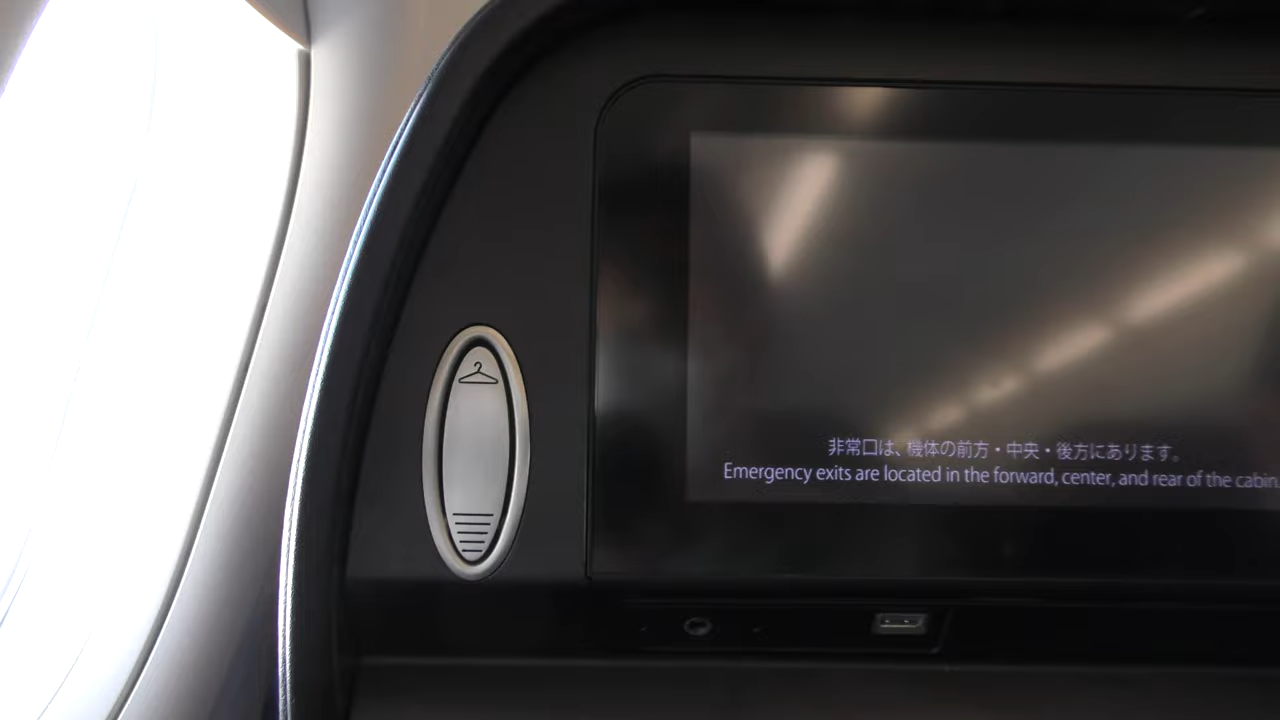 非常口は、機体の前方・中央・後方にあります。
Emergency exits are located in the forward, center, and rear of the cabin.